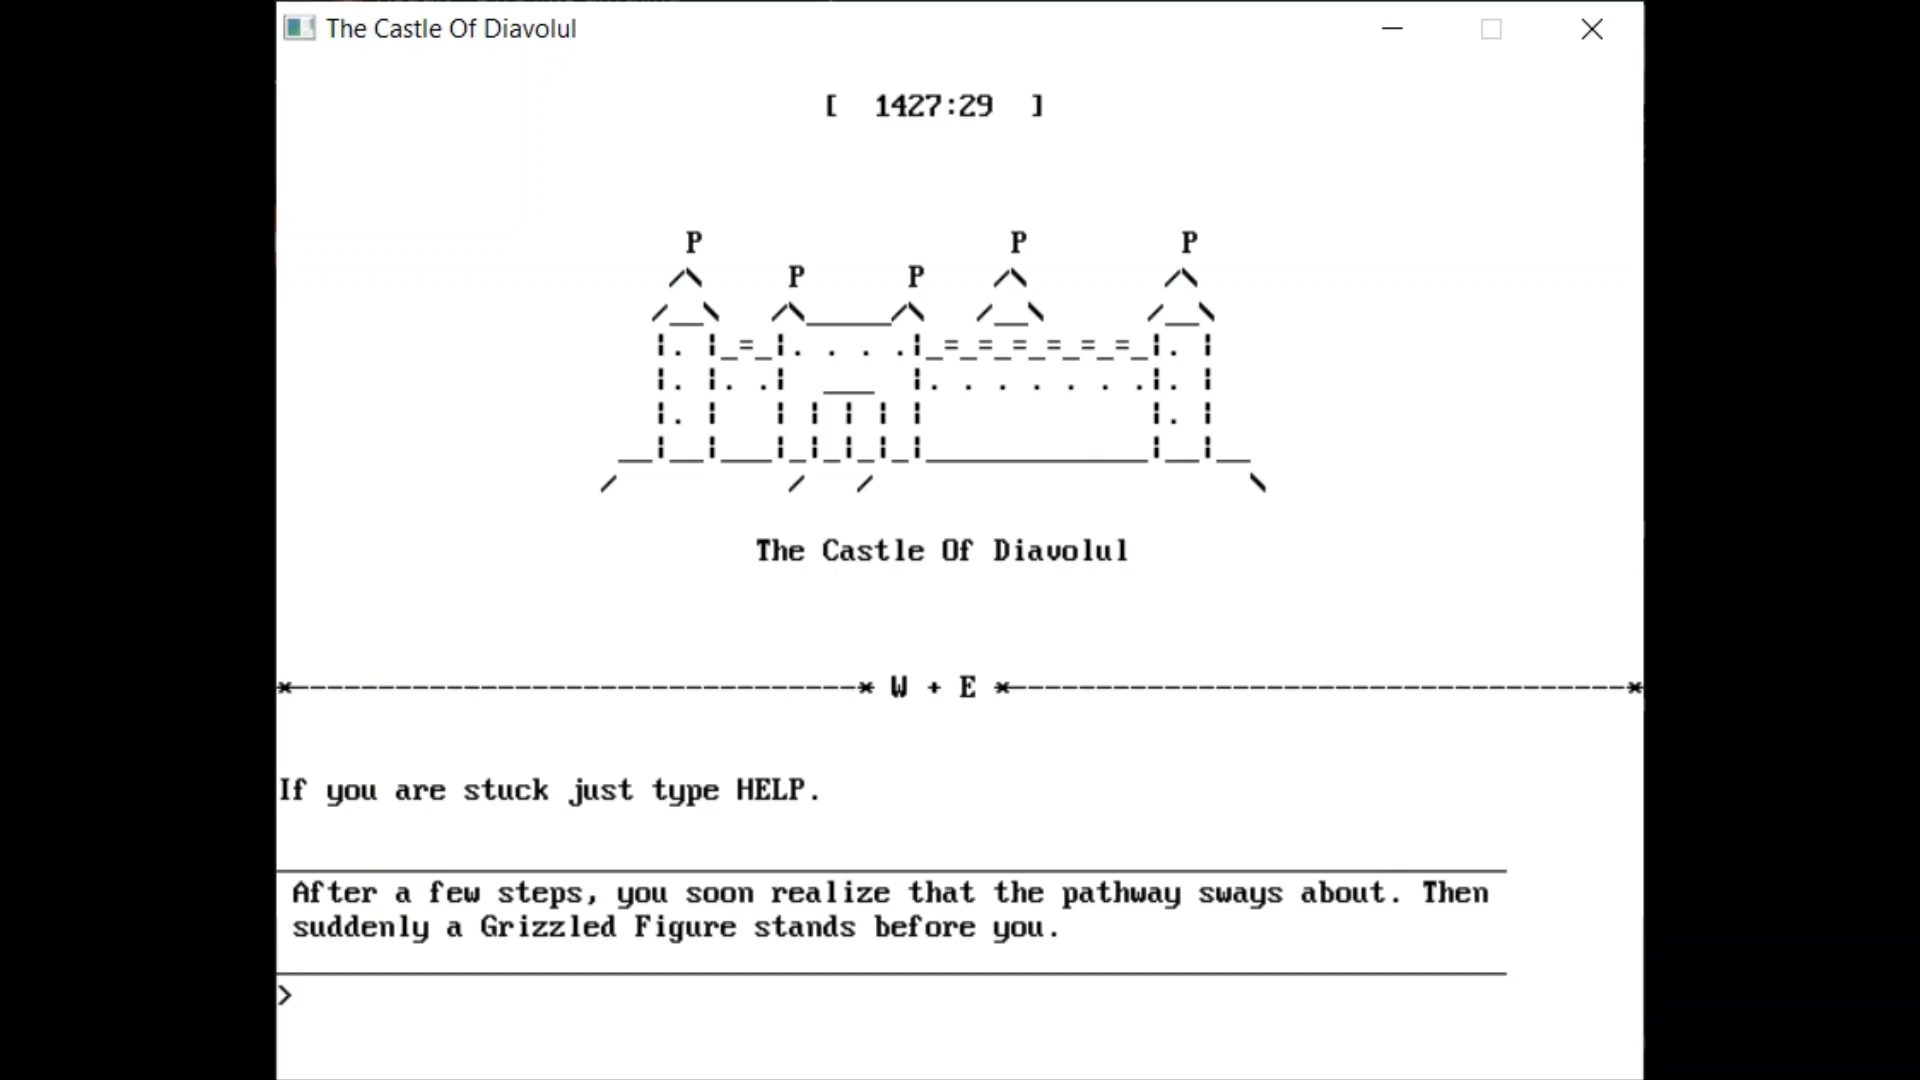 The Castle Of Diavolul
[ 1427:29 ]
P P P
P P
The Castle Of Diavolul
*----------------------------------* W + E *-------------------------------------*
If you are stuck just type HELP.
After a few steps, you soon realize that the pathway sways about. Then
suddenly a Grizzled Figure stands before you.
>